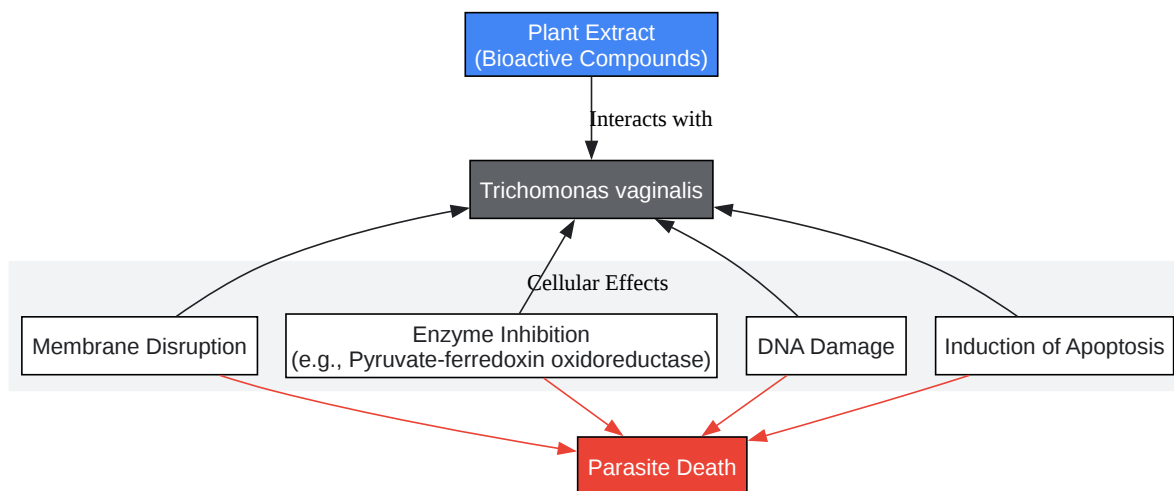 Plant Extract
(Bioactive Compounds)
Interacts with
Trichomonas vaginalis
Cellular Effects
Membrane Disruption
Enzyme Inhibition
(e.g., Pyruvate-ferredoxin oxidoreductase)
DNA Damage
Induction of Apoptosis
Parasite Death